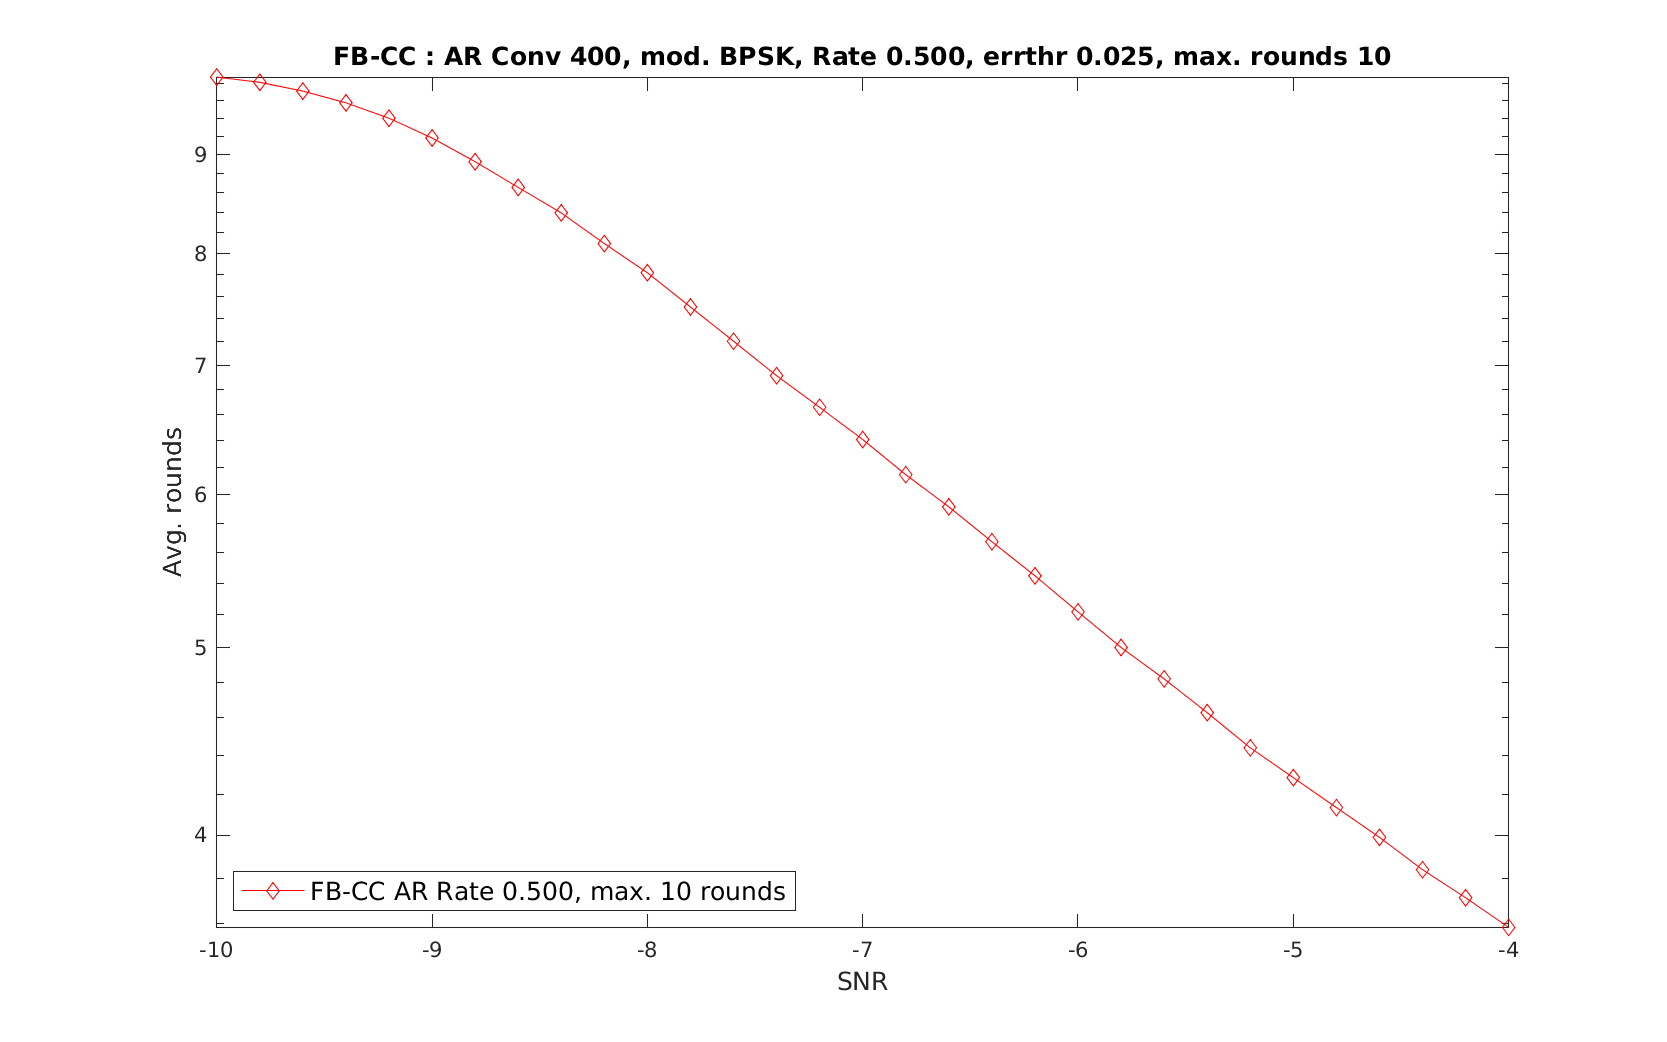 FB-CC : AR Conv 400, mod. BPSK, Rate 0.500, errthr 0.025, max. rounds 10
9
8
7
6
5
4
Avg. rounds
FB-CC AR Rate 0.500, max. 10 rounds
-10 -9 -8 -7 -6 -5 -4
SNR